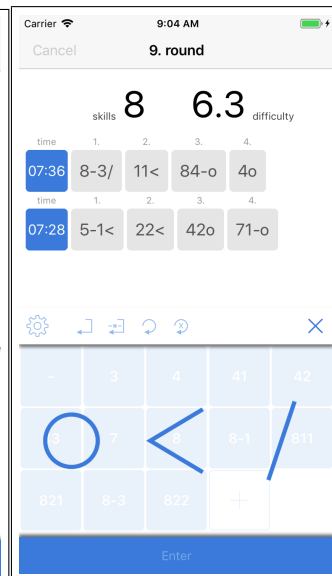 Carrier 9:04 AM
Cancel 9. round
skills 8 6.3 difficulty
time 1. 2. 3. 4.
07:36 8-3/ 11< 84-o 4o
time 1. 2. 3. 4.
07:28 5-1< 22< 42o 71-o
- 3 4 41 42
7 8 8-1 811
821 8-3 822 +
Enter